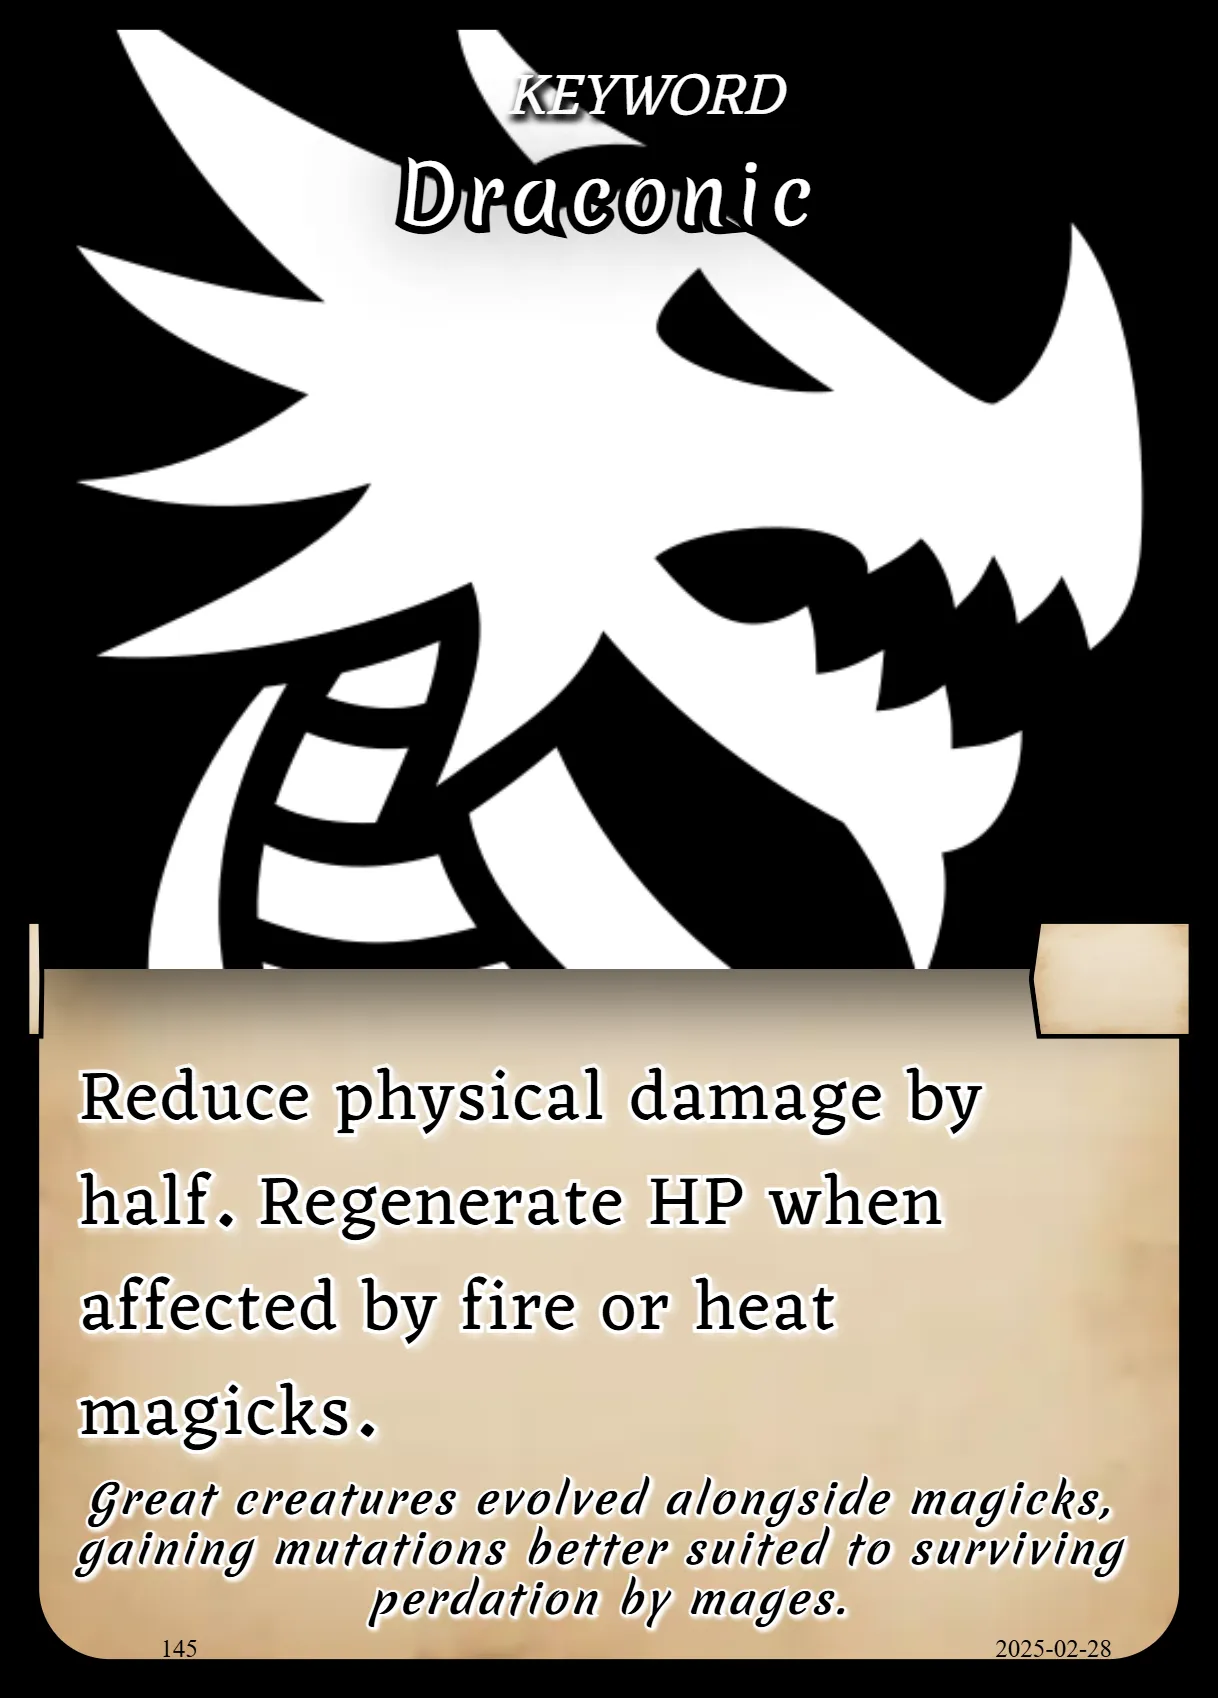 KEYWORD
Draconic
Reduce physical damage by
half. Regenerate HP when
affected by fire or heat
magicks.
Great creatures evolved alongside magicks,
gaining mutations better suited to surviving
perdation by mages.
145
2025-02-28